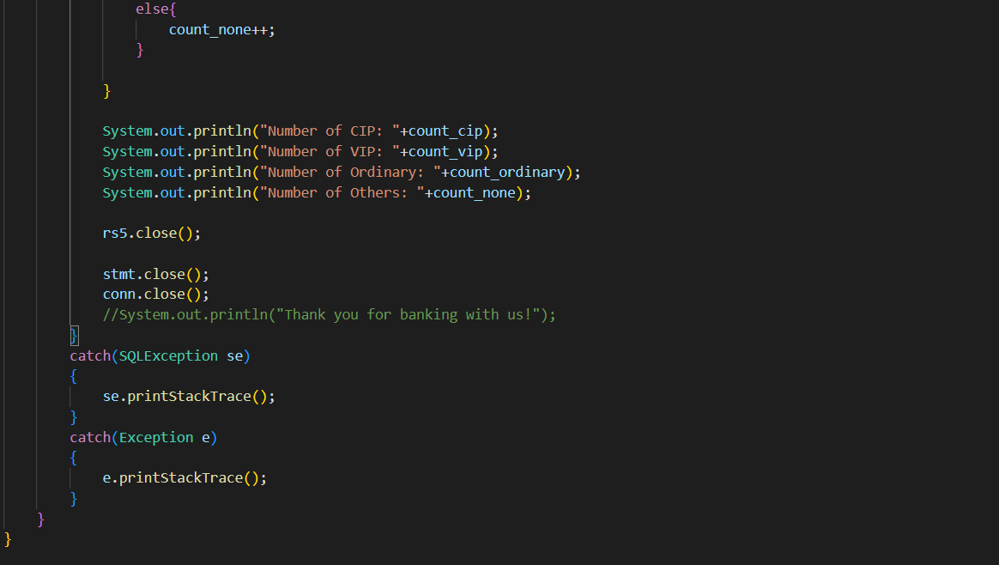 else{
count_none++;
}
}
System.out.println("Number of CIP: "+count_cip);
System.out.println("Number of VIP: "+count_vip);
System.out.println("Number of Ordinary: "+count_ordinary);
System.out.println("Number of Others: "+count_none);
rs5.close();
stmt.close();
conn.close();
//System.out.println("Thank you for banking with us!");
}
catch(SQLException se)
{
se.printStackTrace();
}
catch(Exception e)
{
e.printStackTrace();
}
}
}